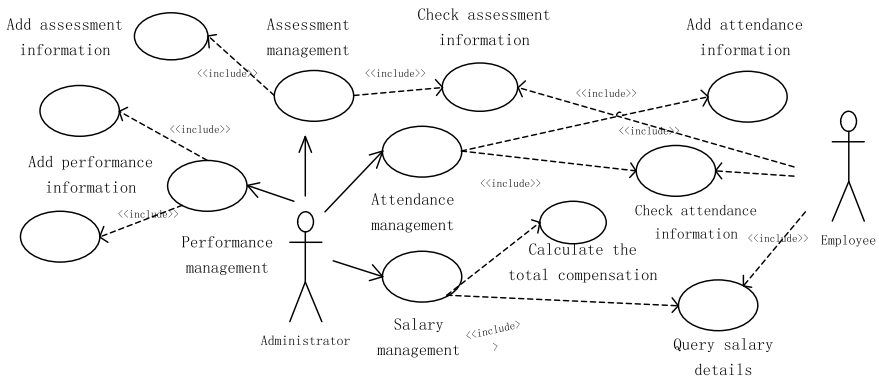 Add assessment
information
Assessment
management
Check assessment
information
Add attendance
information
<<include>>
<<include>>
<<include>>
<<include>>
<<include>>
Add performance
information
<<include>>
<<include>>
Attendance
management
Check attendance
information
Performance
management
Calculate the
total compensation
<<include>>
Employee
Administrator
Salary
management
<<include>
>
Query salary
details